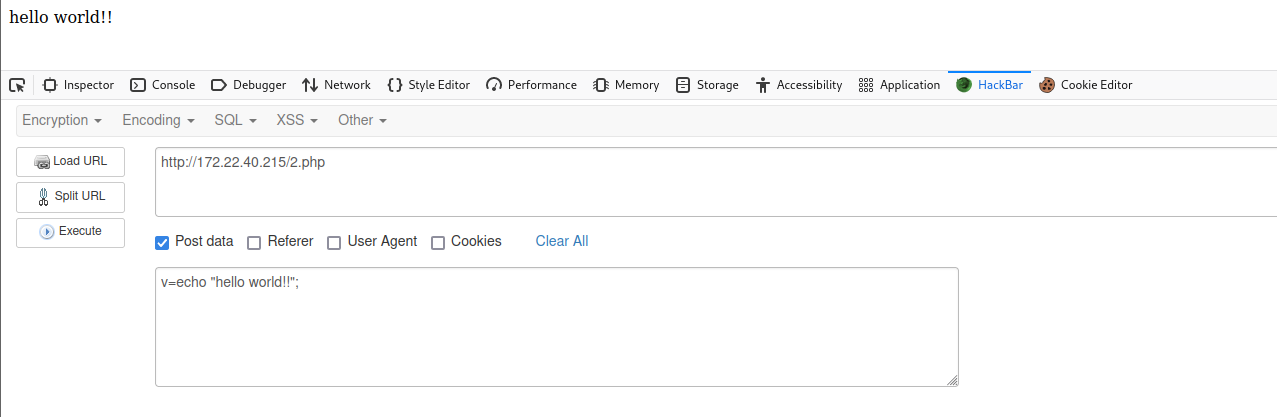 hello world!!
Inspector Console Debugger Network Style Editor Performance Memory Storage Accessibility Application HackBar Cookie Editor
Encryption Encoding SQL XSS Other
Load URL
http://172.22.40.215/2.php
Split URL
Execute
Post data Referer User Agent Cookies Clear All
v=echo "hello world!!";